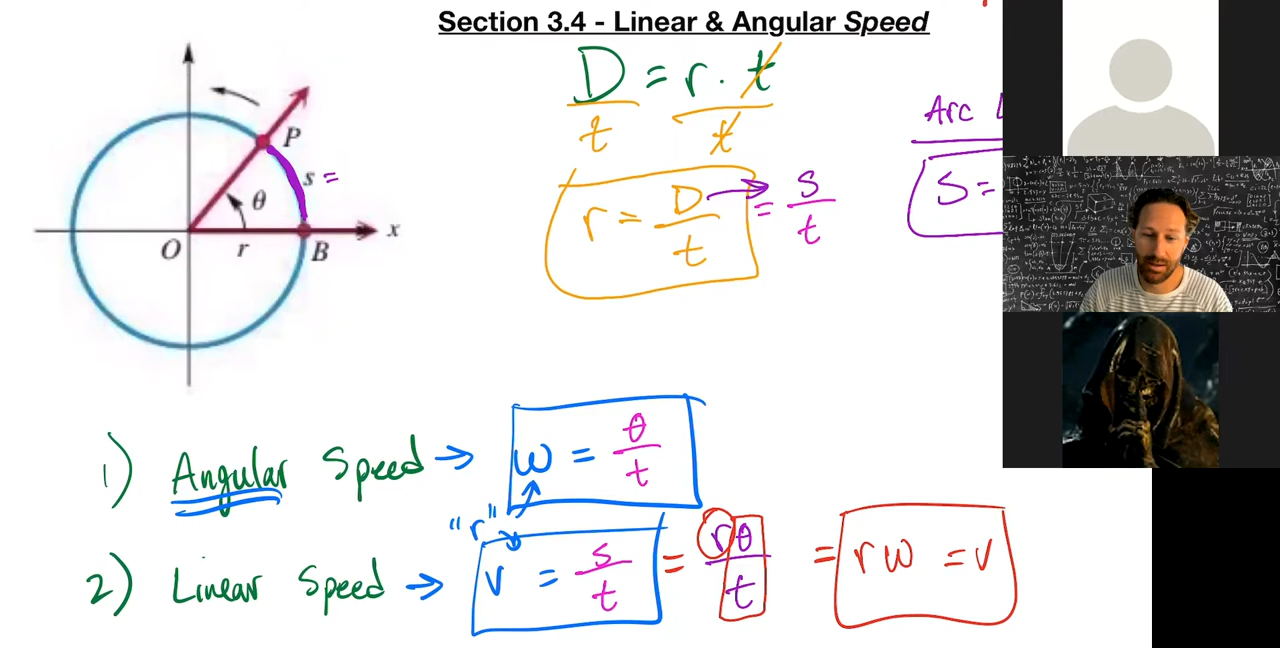 Section 3.4 - Linear & Angular Speed
D = r · t
t t
r = D/t = s/t
Arc
S =
P
s =
θ
x
O r B
1) Angular Speed → ω = θ/t
"r"
2) Linear Speed → v = s/t = rθ/t = rω = v